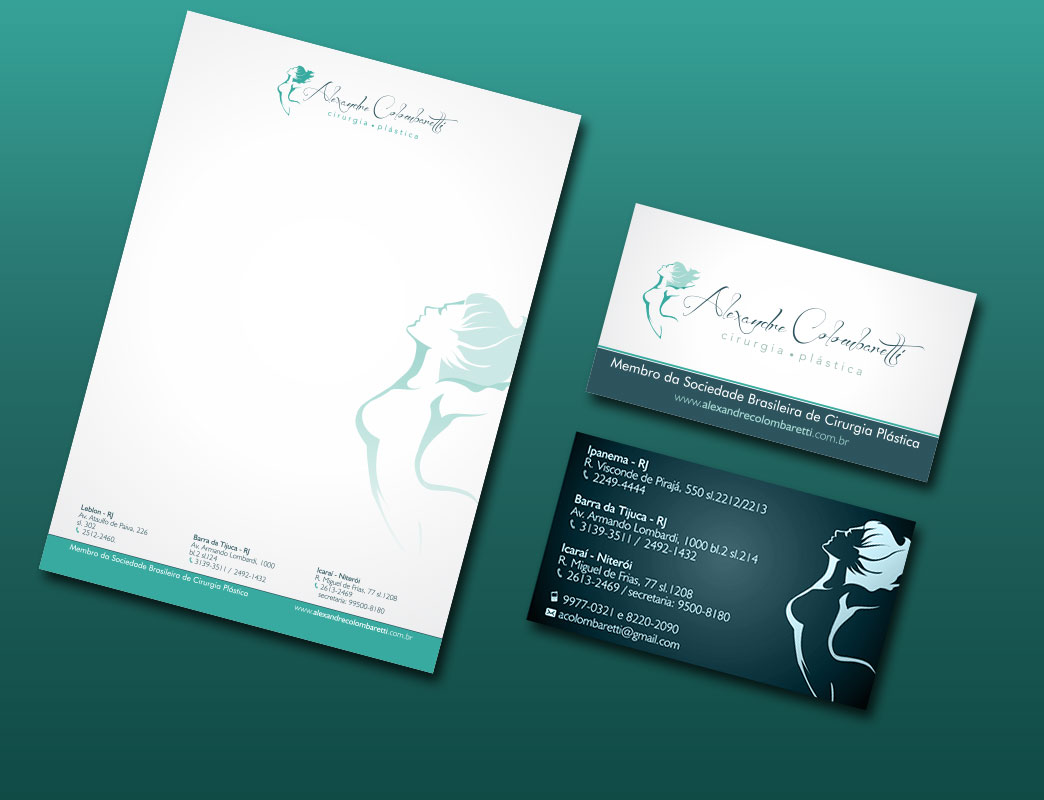 Alexandre Colombaretti
cirurgia • plástica
Leblon - RJ
Av. Ataulfo de Paiva, 226
sl. 302
2512-2460.
Barra da Tijuca - RJ
Av. Armando Lombardi, 1000
bl.2 sl124
3139-3511 / 2492-1432
Icaraí - Niterói
R. Miguel de Frias, 77 sl.1208
2613-2469
secretaria: 99500-8180
Membro da Sociedade Brasileira de Cirurgia Plástica
www.alexandrecolombaretti.com.br
Alexandre Colombaretti
cirurgia • plástica
Membro da Sociedade Brasileira de Cirurgia Plástica
www.alexandrecolombaretti.com.br
Ipanema - RJ
R. Visconde de Pirajá, 550 sl.2212/2213
2249-4444
Barra da Tijuca - RJ
Av. Armando Lombardi, 1000 bl.2 sl.214
3139-3511 / 2492-1432
Icaraí - Niterói
R. Miguel de Frias, 77 sl.1208
2613-2469 / secretaria: 9500-8180
9977-0321 e 8220-2090
acolombaretti@gmail.com